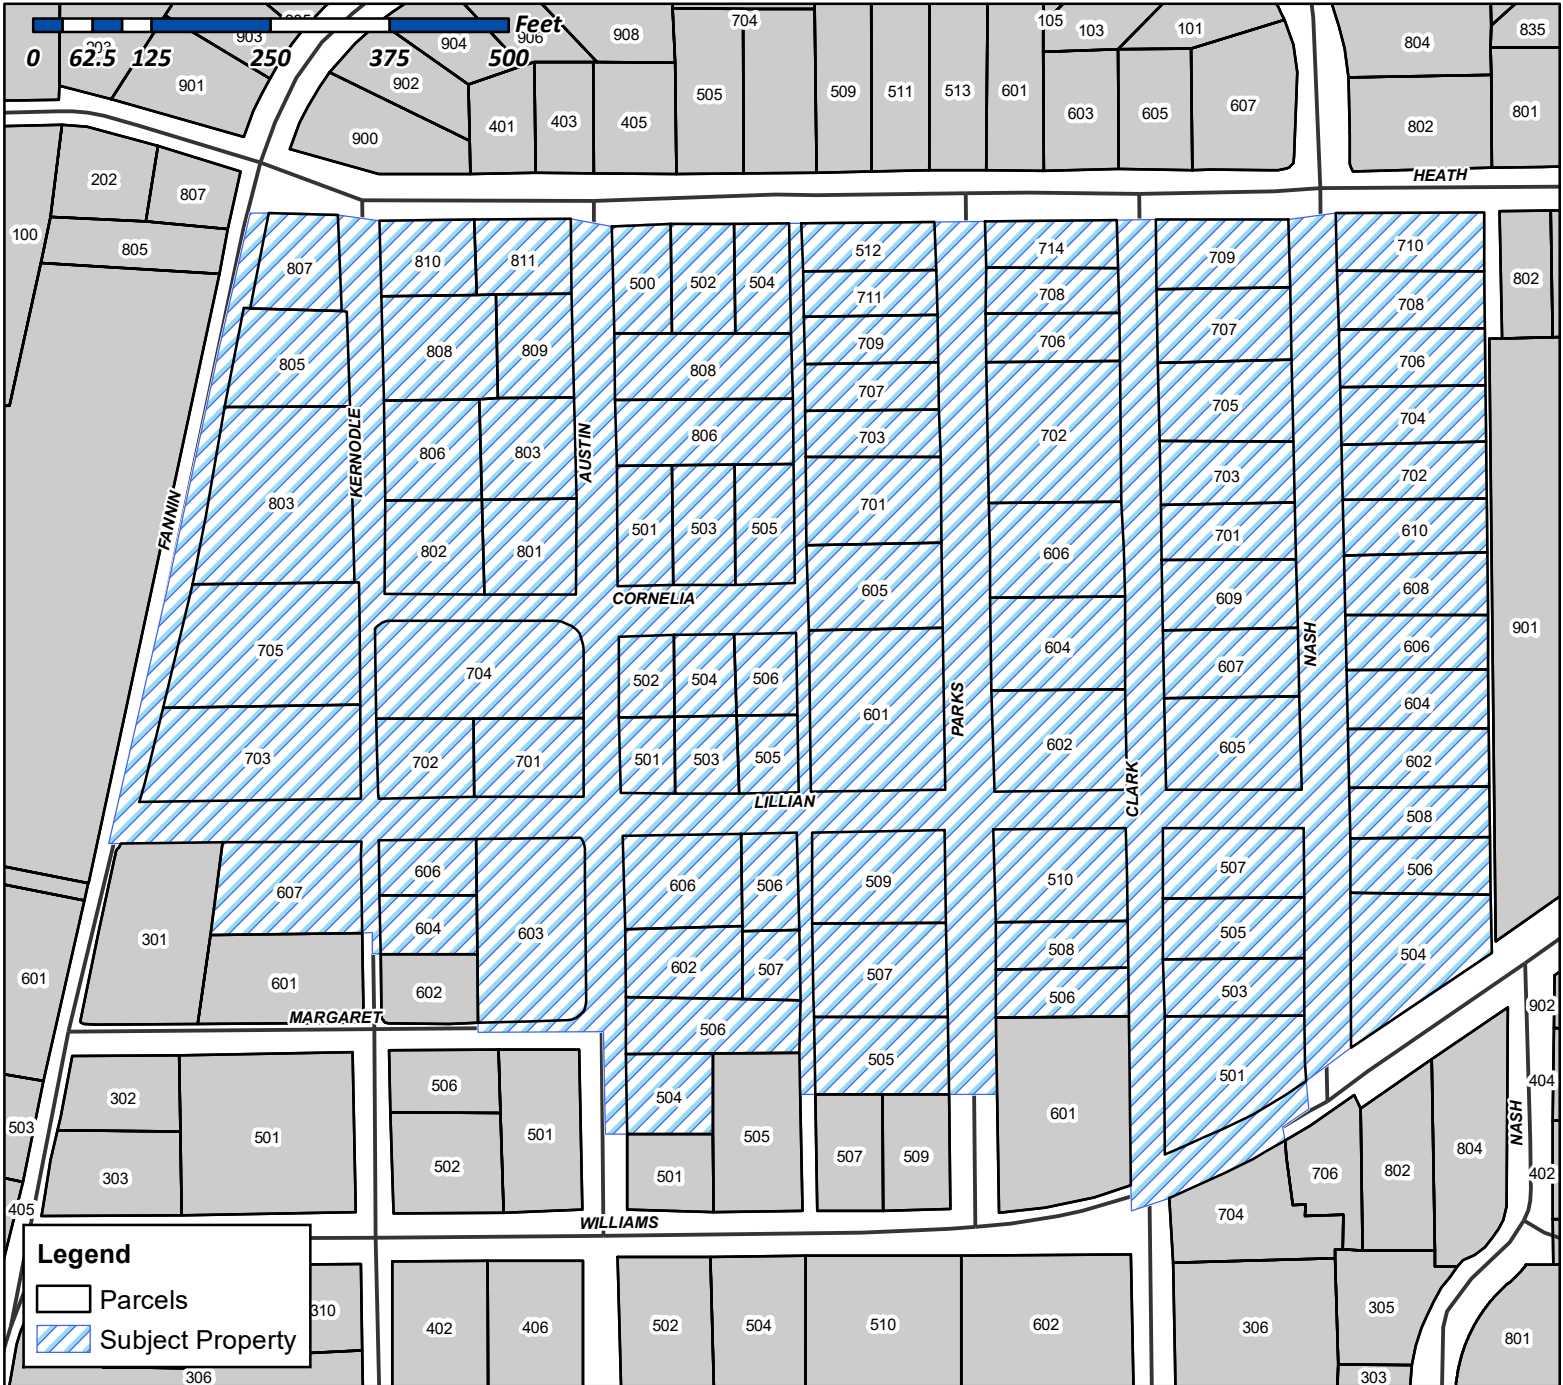 Feet
0 62.5 125 250 375 500
903 904 906 908 704 105 103 101 804 835
901 902 900 401 403 405 505 509 511 513 601 603 605 607 802 801
HEATH
202 807
100 805
807 810 811 500 502 504 512 714 709 710
711 708 708 802
805 808 809 808 709 706 707 706
707 705 704
KERNODLE AUSTIN
806 803 806 703 702 703 702
FANNIN
803 802 801 501 503 505 701 606 701 610
CORNELIA
605 609 608
705 704 502 504 506 604 607 NASH 606 901
703 702 701 501 503 505 601 PARKS 602 605 604
602
LILLIAN CLARK
508
606 606 506 509 510 507 506
607 604 603 602 507 507 508 505 504
301 601 602 506 506 503
601
MARGARET
902
302 506 504 505 505 501 404
503 501 501 601 NASH
303 502 501 507 509 706 802 804 402
405 WILLIAMS 704
Legend
Parcels
Subject Property
310 402 406 502 504 510 602 306 305 801
306 303